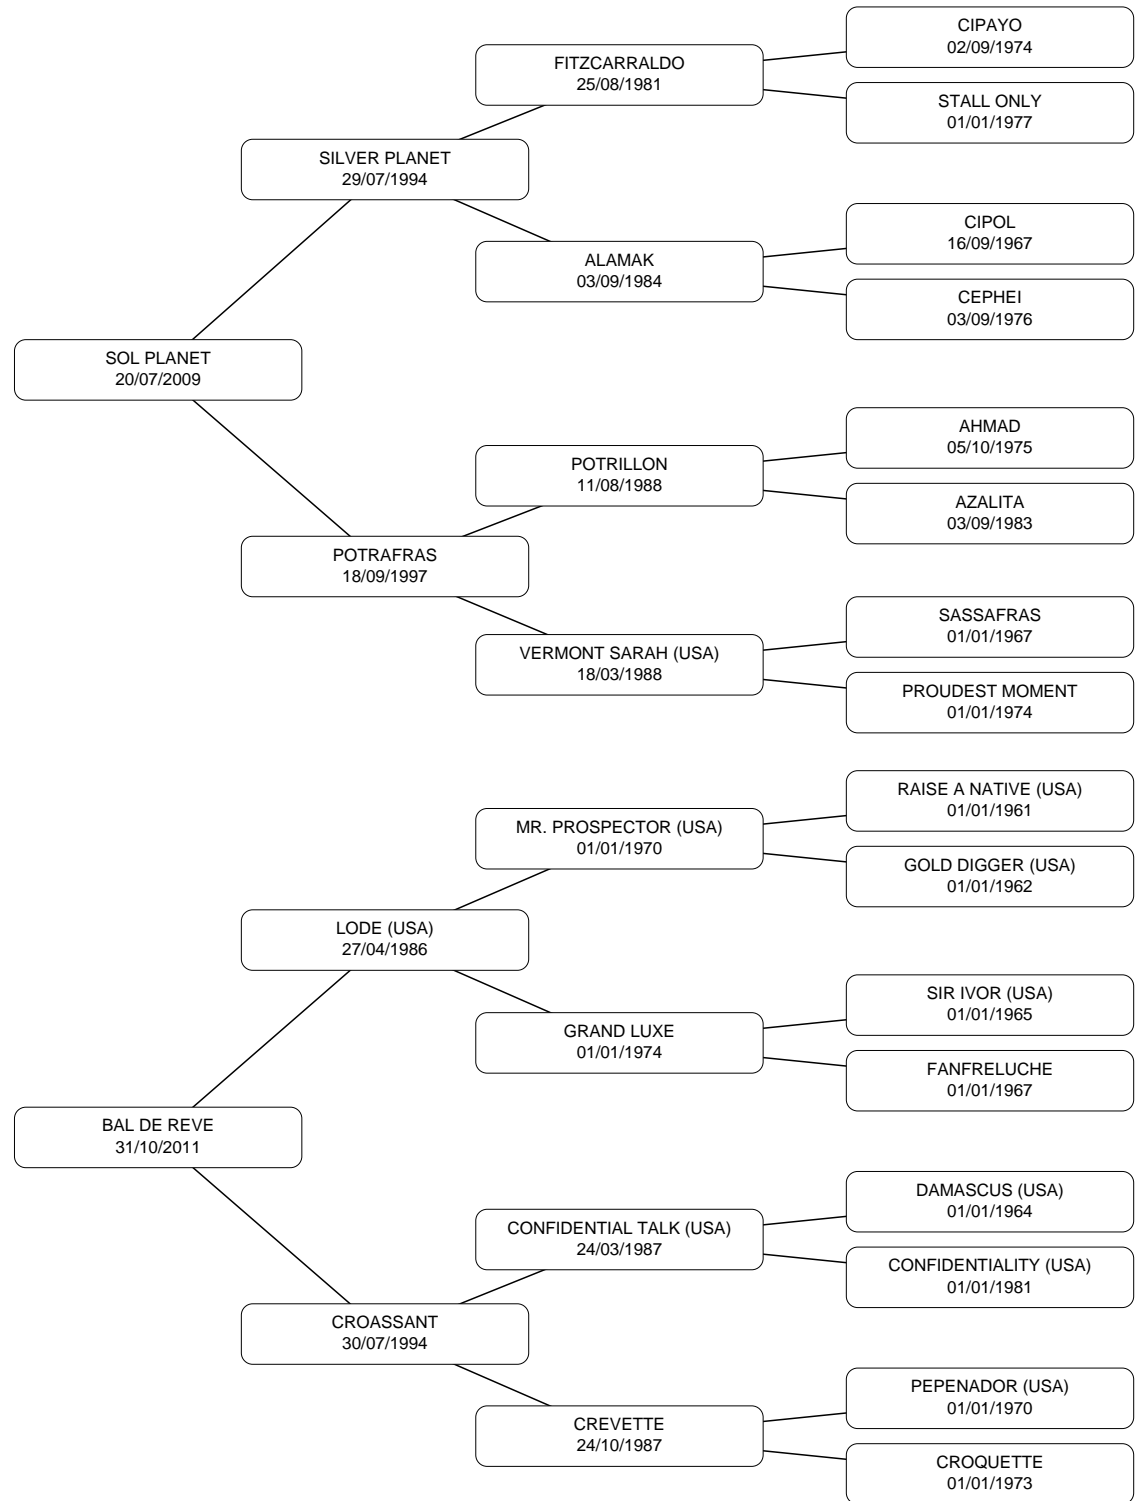 CIPAYO
02/09/1974
FITZCARRALDO
25/08/1981
STALL ONLY
01/01/1977
SILVER PLANET
29/07/1994
CIPOL
16/09/1967
ALAMAK
03/09/1984
CEPHEI
03/09/1976
SOL PLANET
20/07/2009
AHMAD
05/10/1975
POTRILLON
11/08/1988
AZALITA
03/09/1983
POTRAFRAS
18/09/1997
SASSAFRAS
01/01/1967
VERMONT SARAH (USA)
18/03/1988
PROUDEST MOMENT
01/01/1974
RAISE A NATIVE (USA)
01/01/1961
MR. PROSPECTOR (USA)
01/01/1970
GOLD DIGGER (USA)
01/01/1962
LODE (USA)
27/04/1986
SIR IVOR (USA)
01/01/1965
GRAND LUXE
01/01/1974
FANFRELUCHE
01/01/1967
BAL DE REVE
31/10/2011
DAMASCUS (USA)
01/01/1964
CONFIDENTIAL TALK (USA)
24/03/1987
CONFIDENTIALITY (USA)
01/01/1981
CROASSANT
30/07/1994
PEPENADOR (USA)
01/01/1970
CREVETTE
24/10/1987
CROQUETTE
01/01/1973